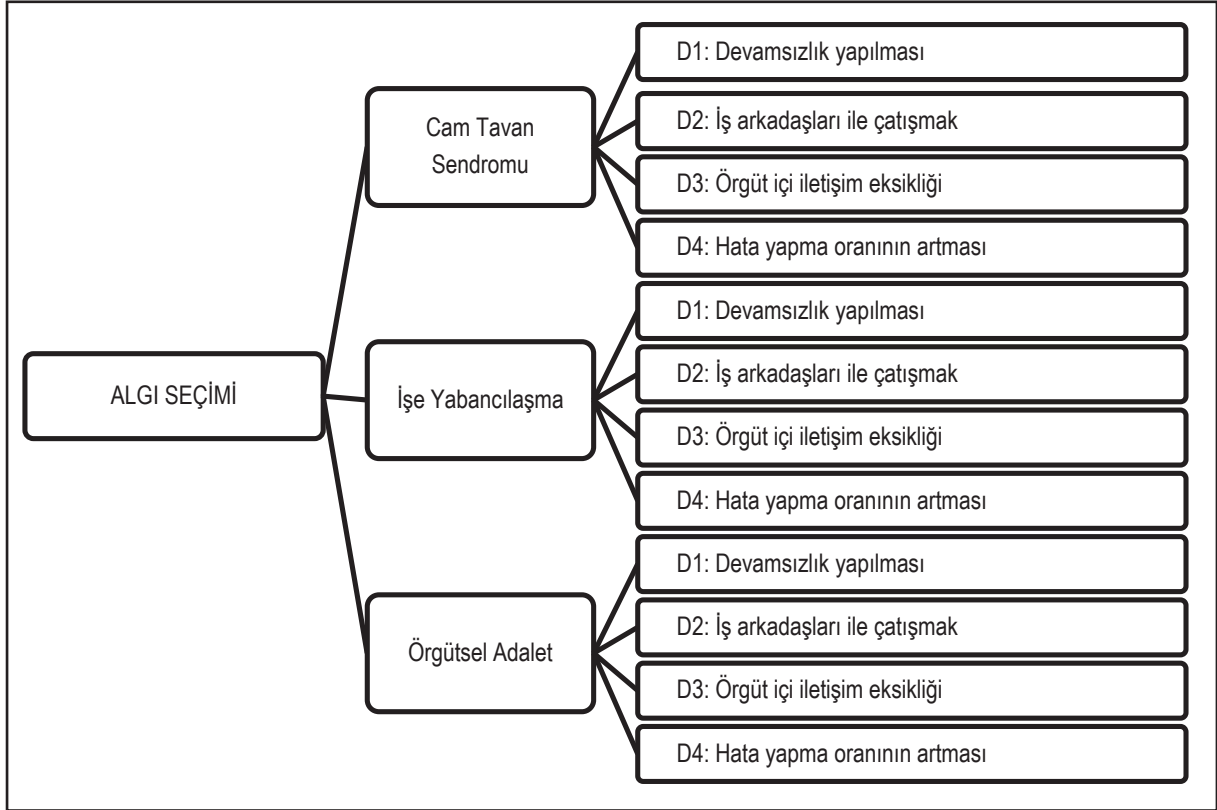 ALGI SEÇİMİ
Cam Tavan
Sendromu
D1: Devamsızlık yapılması
D2: İş arkadaşları ile çatışmak
D3: Örgüt içi iletişim eksikliği
D4: Hata yapma oranının artması
İşe Yabancılaşma
D1: Devamsızlık yapılması
D2: İş arkadaşları ile çatışmak
D3: Örgüt içi iletişim eksikliği
D4: Hata yapma oranının artması
Örgütsel Adalet
D1: Devamsızlık yapılması
D2: İş arkadaşları ile çatışmak
D3: Örgüt içi iletişim eksikliği
D4: Hata yapma oranının artması